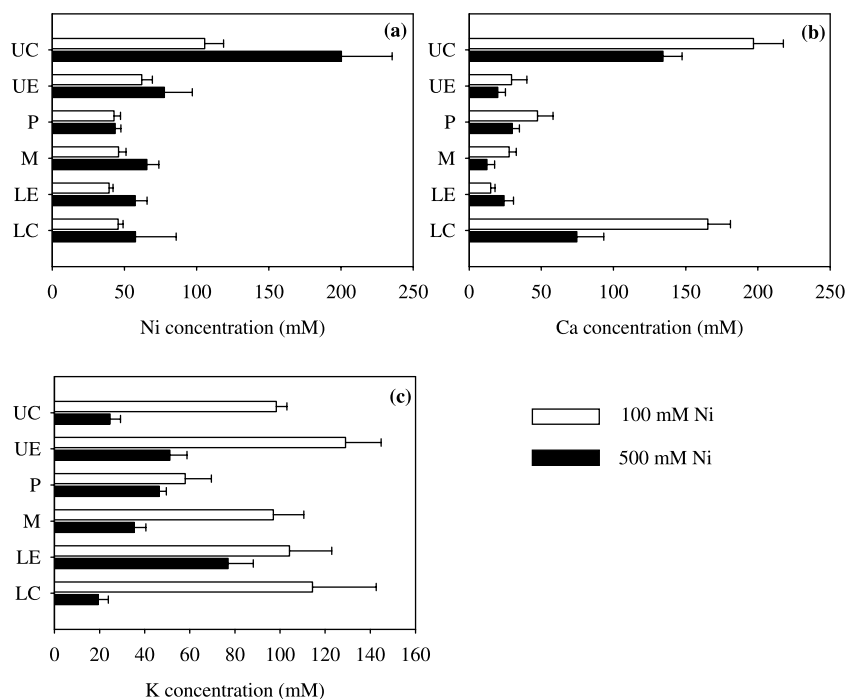 (a)
UC
UE
P
M
LE
LC
0 50 100 150 200 250
Ni concentration (mM)
(b)
UC
UE
P
M
LE
LC
0 50 100 150 200 250
Ca concentration (mM)
(c)
UC
UE
P
M
LE
LC
0 20 40 60 80 100 120 140 160
K concentration (mM)
100 mM Ni
500 mM Ni